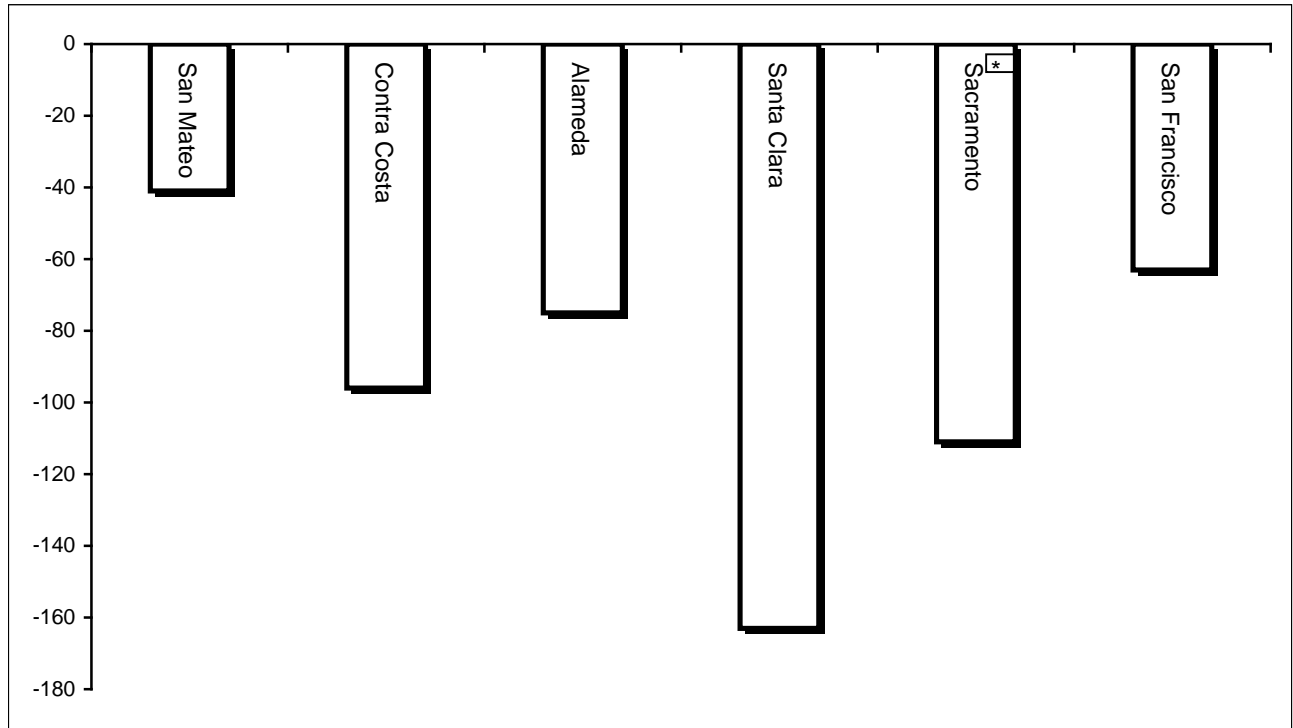 0
-20
-40
-60
-80
-100
-120
-140
-160
-180
San Mateo
Contra Costa
Alameda
Santa Clara
Sacramento
*
San Francisco